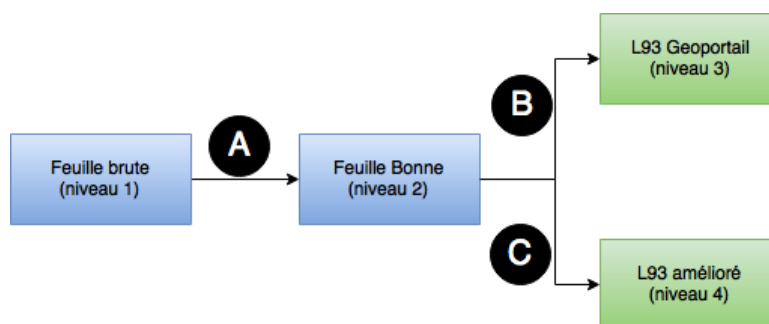 Feuille brute
(niveau 1)
A
Feuille Bonne
(niveau 2)
B
L93 Geoportail
(niveau 3)
C
L93 amélioré
(niveau 4)